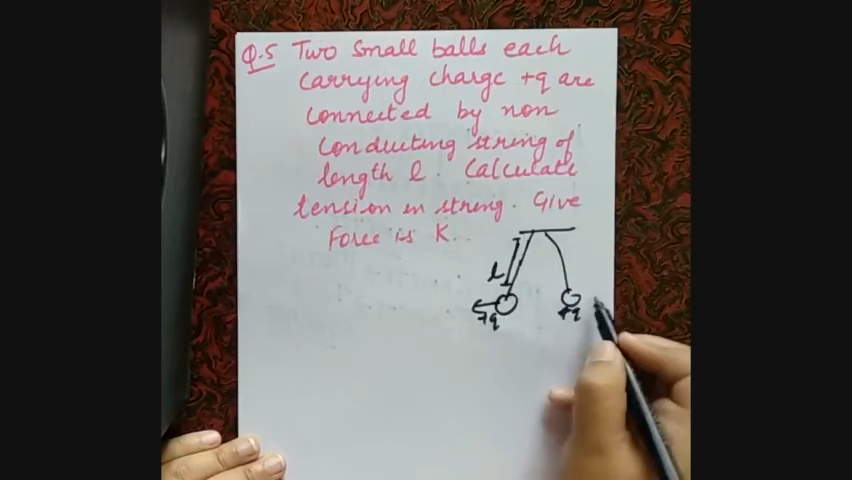 Q.5 Two small balls each
carrying charge +q are
connected by non
conducting string of
length l. Calculate
tension in string. Give
Force is K.
l
+q
+q